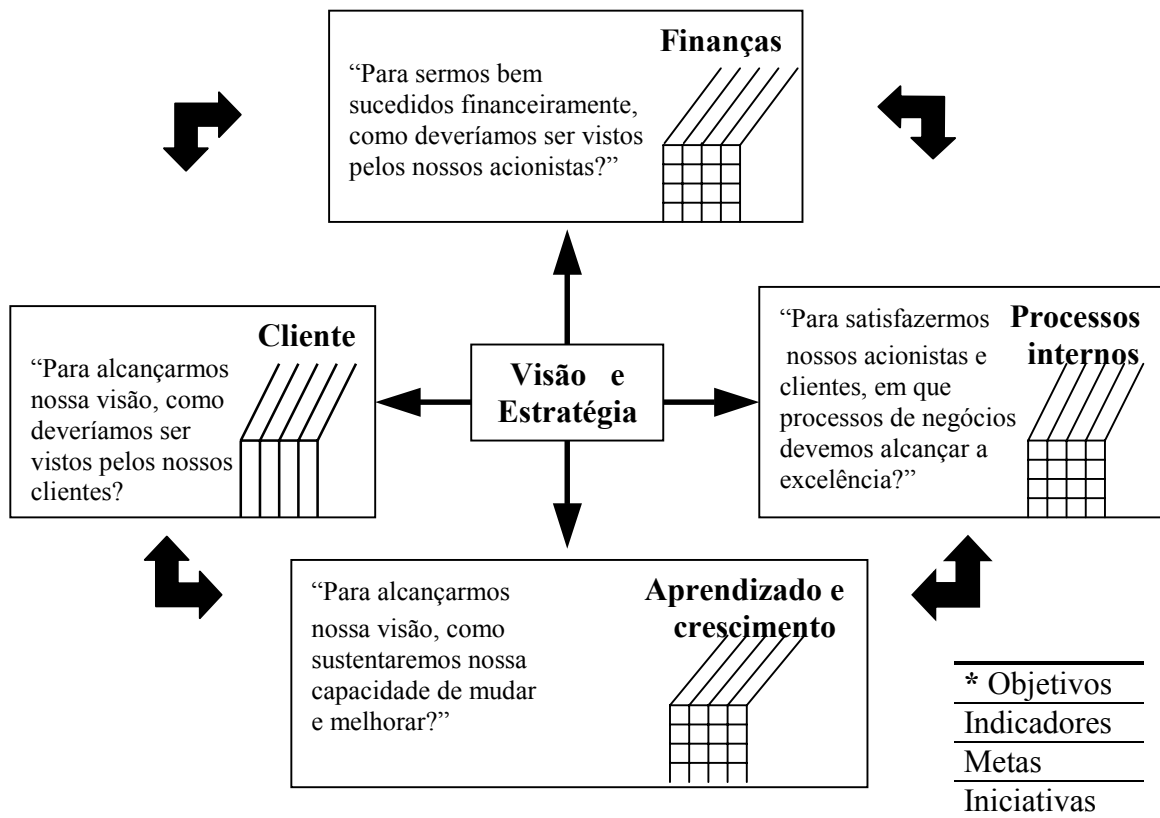 Finanças
“Para sermos bem
sucedidos financeiramente,
como deveríamos ser vistos
pelos nossos acionistas?”
Cliente
“Para alcançarmos
nossa visão, como
deveríamos ser
vistos pelos nossos
clientes?
Visão e
Estratégia
Processos
internos
“Para satisfazermos
nossos acionistas e
clientes, em que
processos de negócios
devemos alcançar a
excelência?”
Aprendizado e
crescimento
“Para alcançarmos
nossa visão, como
sustentaremos nossa
capacidade de mudar
e melhorar?”
* Objetivos
Indicadores
Metas
Iniciativas